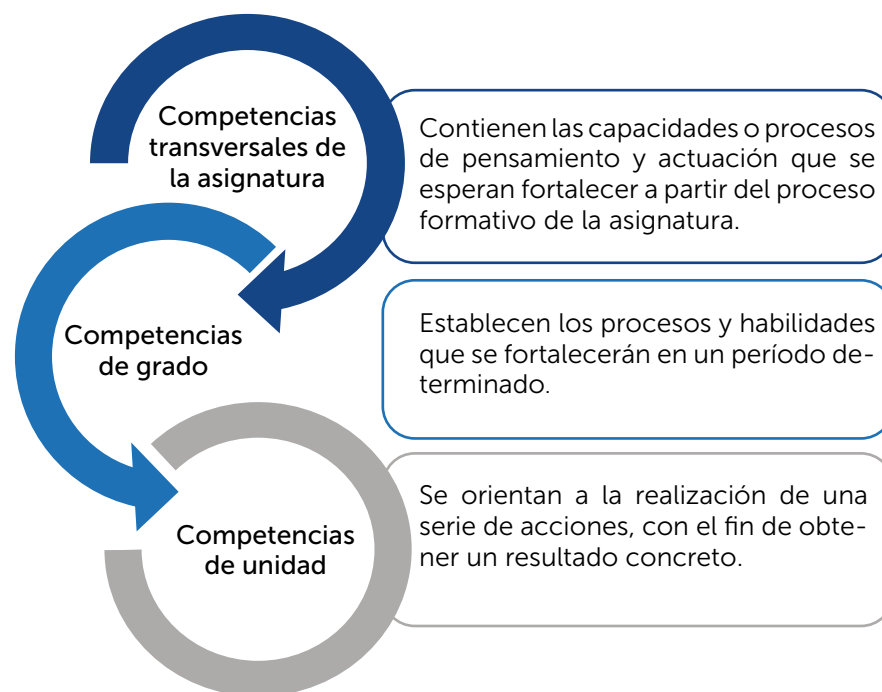 Competencias
transversales de
la asignatura
Contienen las capacidades o procesos
de pensamiento y actuación que se
esperan fortalecer a partir del proceso
formativo de la asignatura.
Competencias
de grado
Establecen los procesos y habilidades
que se fortalecerán en un período de-
terminado.
Competencias
de unidad
Se orientan a la realización de una
serie de acciones, con el fin de obte-
ner un resultado concreto.